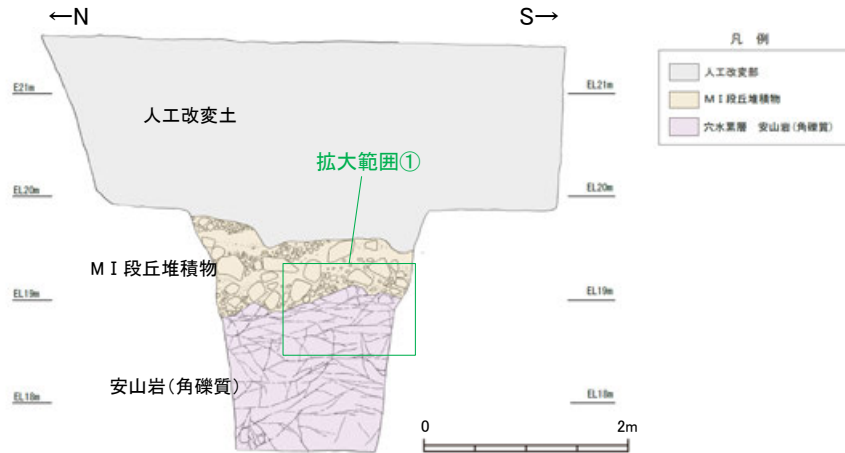 ←N
S→
凡 例
人工改変部
MⅠ段丘堆積物
穴水累層 安山岩(角礫質)
E21m
EL21m
人工改変土
拡大範囲①
EL20m
EL20m
MⅠ段丘堆積物
EL19m
EL19m
安山岩(角礫質)
EL18m
EL18m
0
2m